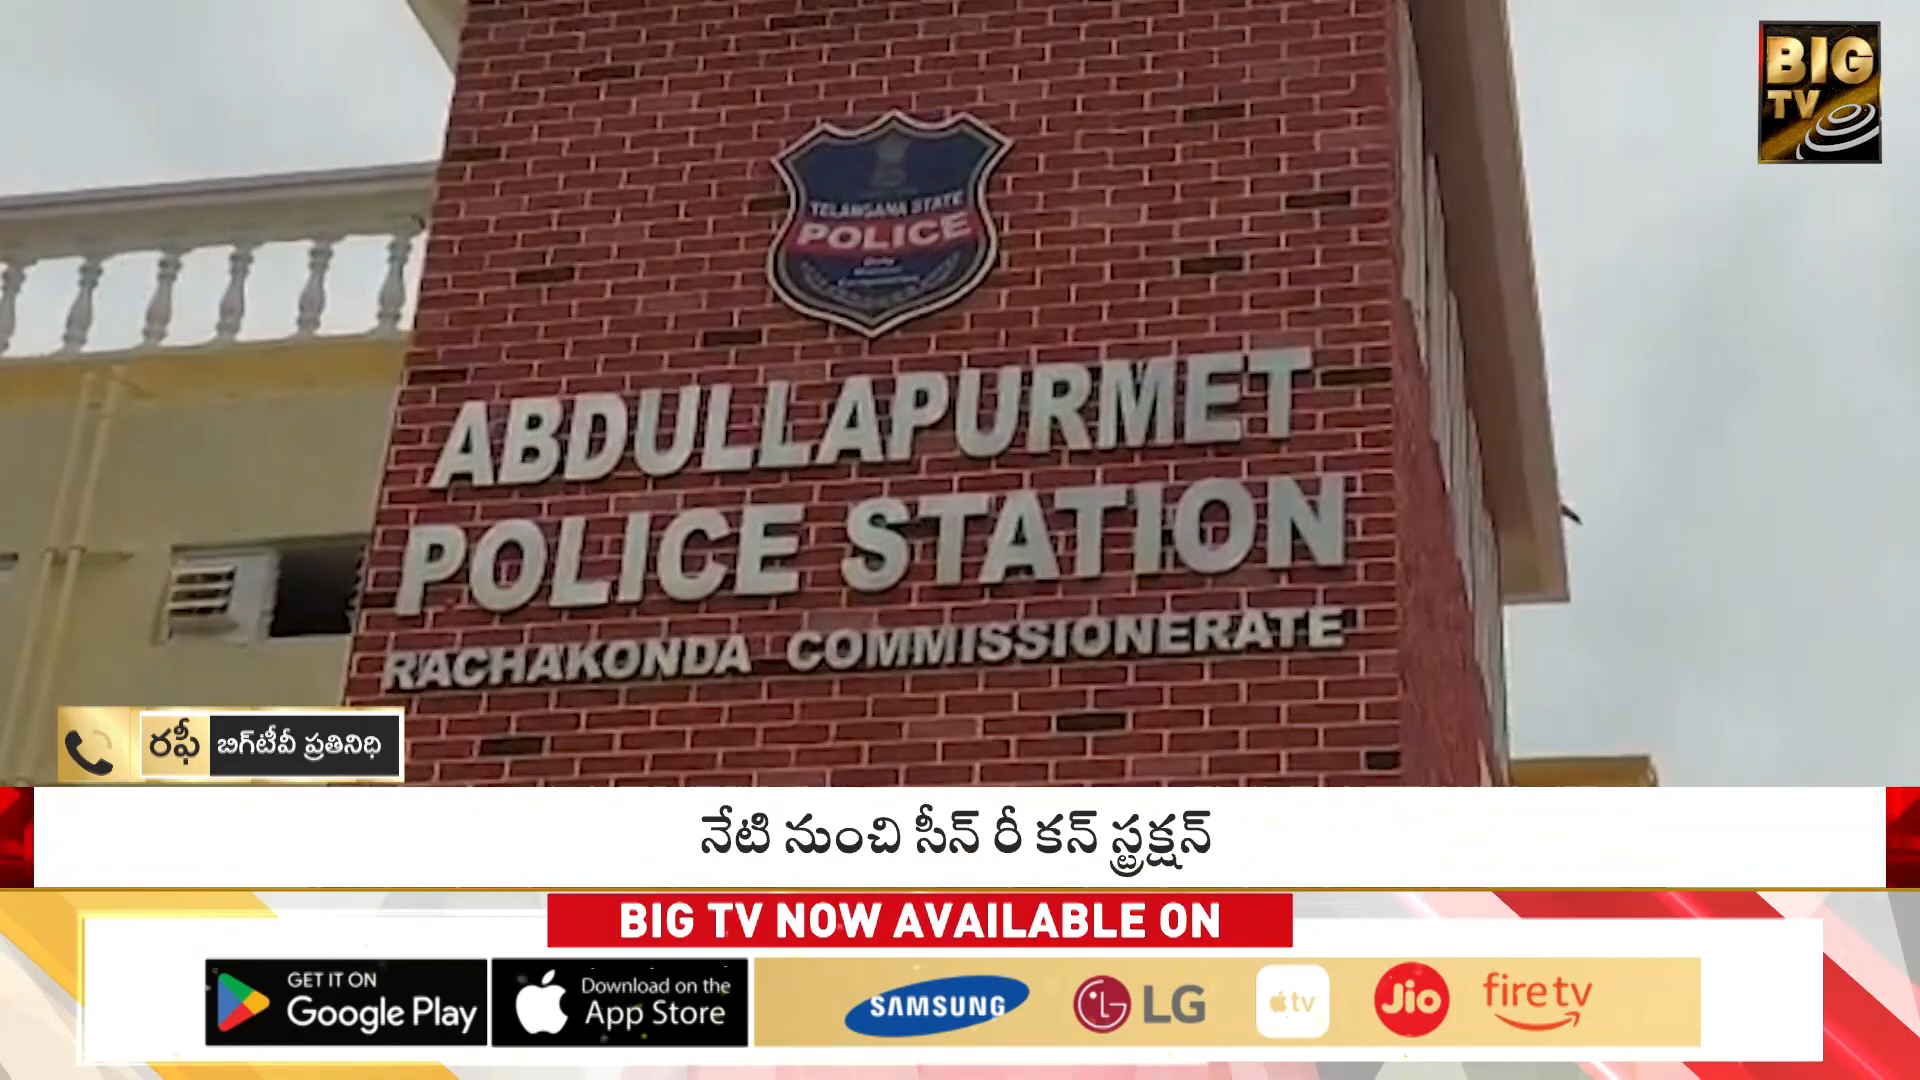 BIG
TV
TELANGANA STATE
POLICE
ABDULLAPURMET
POLICE STATION
RACHAKONDA COMMISSIONERATE
రఫీ బిగ్‌టీవీ ప్రతినిధి
నేటి నుంచి సీన్ రీ కన్ స్ట్రక్షన్
BIG TV NOW AVAILABLE ON
GET IT ON
Google Play
Download on the
App Store
SAMSUNG
LG
tv
Jio
fire tv